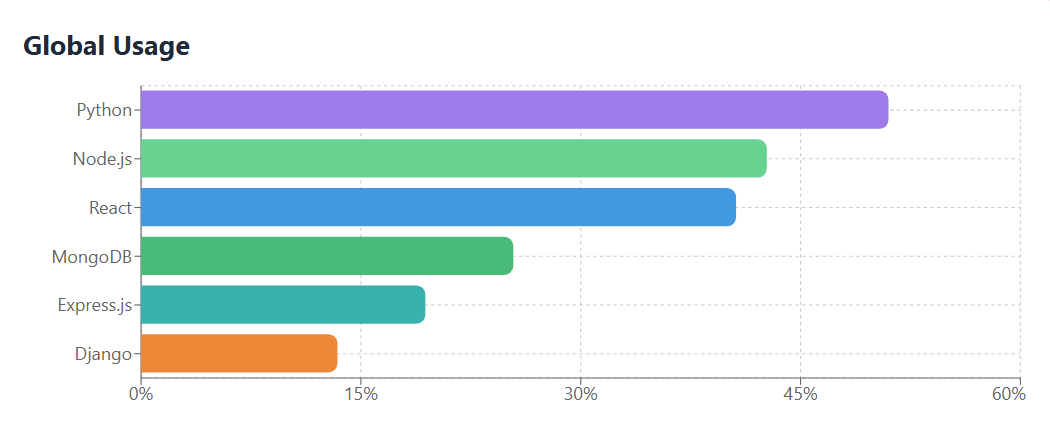 Global Usage
Python
Node.js
React
MongoDB
Express.js
Django
0% 15% 30% 45% 60%